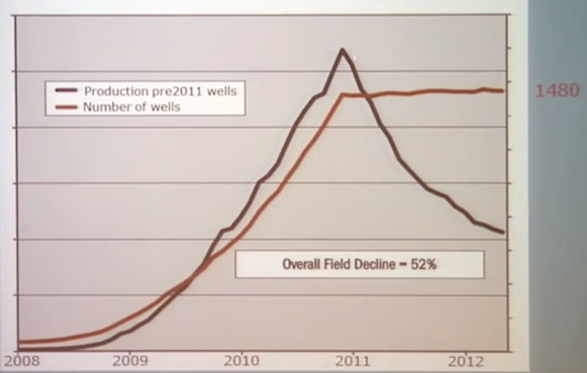 Production pre2011 wells
Number of wells
1480
Overall Field Decline = 52%
2008 2009 2010 2011 2012